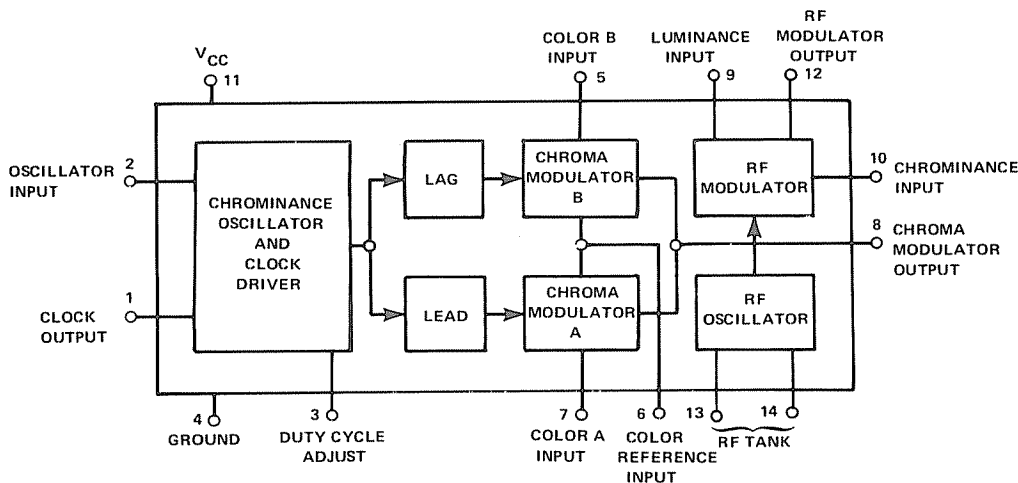 VCC
11
COLOR B
INPUT
5
LUMINANCE
INPUT
9
RF
MODULATOR
OUTPUT
12
OSCILLATOR
INPUT
2
CHROMINANCE
OSCILLATOR
AND
CLOCK
DRIVER
LAG
CHROMA
MODULATOR
B
RF
MODULATOR
10
CHROMINANCE
INPUT
8
CHROMA
MODULATOR
OUTPUT
1
CLOCK
OUTPUT
LEAD
CHROMA
MODULATOR
A
RF
OSCILLATOR
4
GROUND
3
DUTY CYCLE
ADJUST
7
COLOR A
INPUT
6
COLOR
REFERENCE
INPUT
13
14
RF TANK